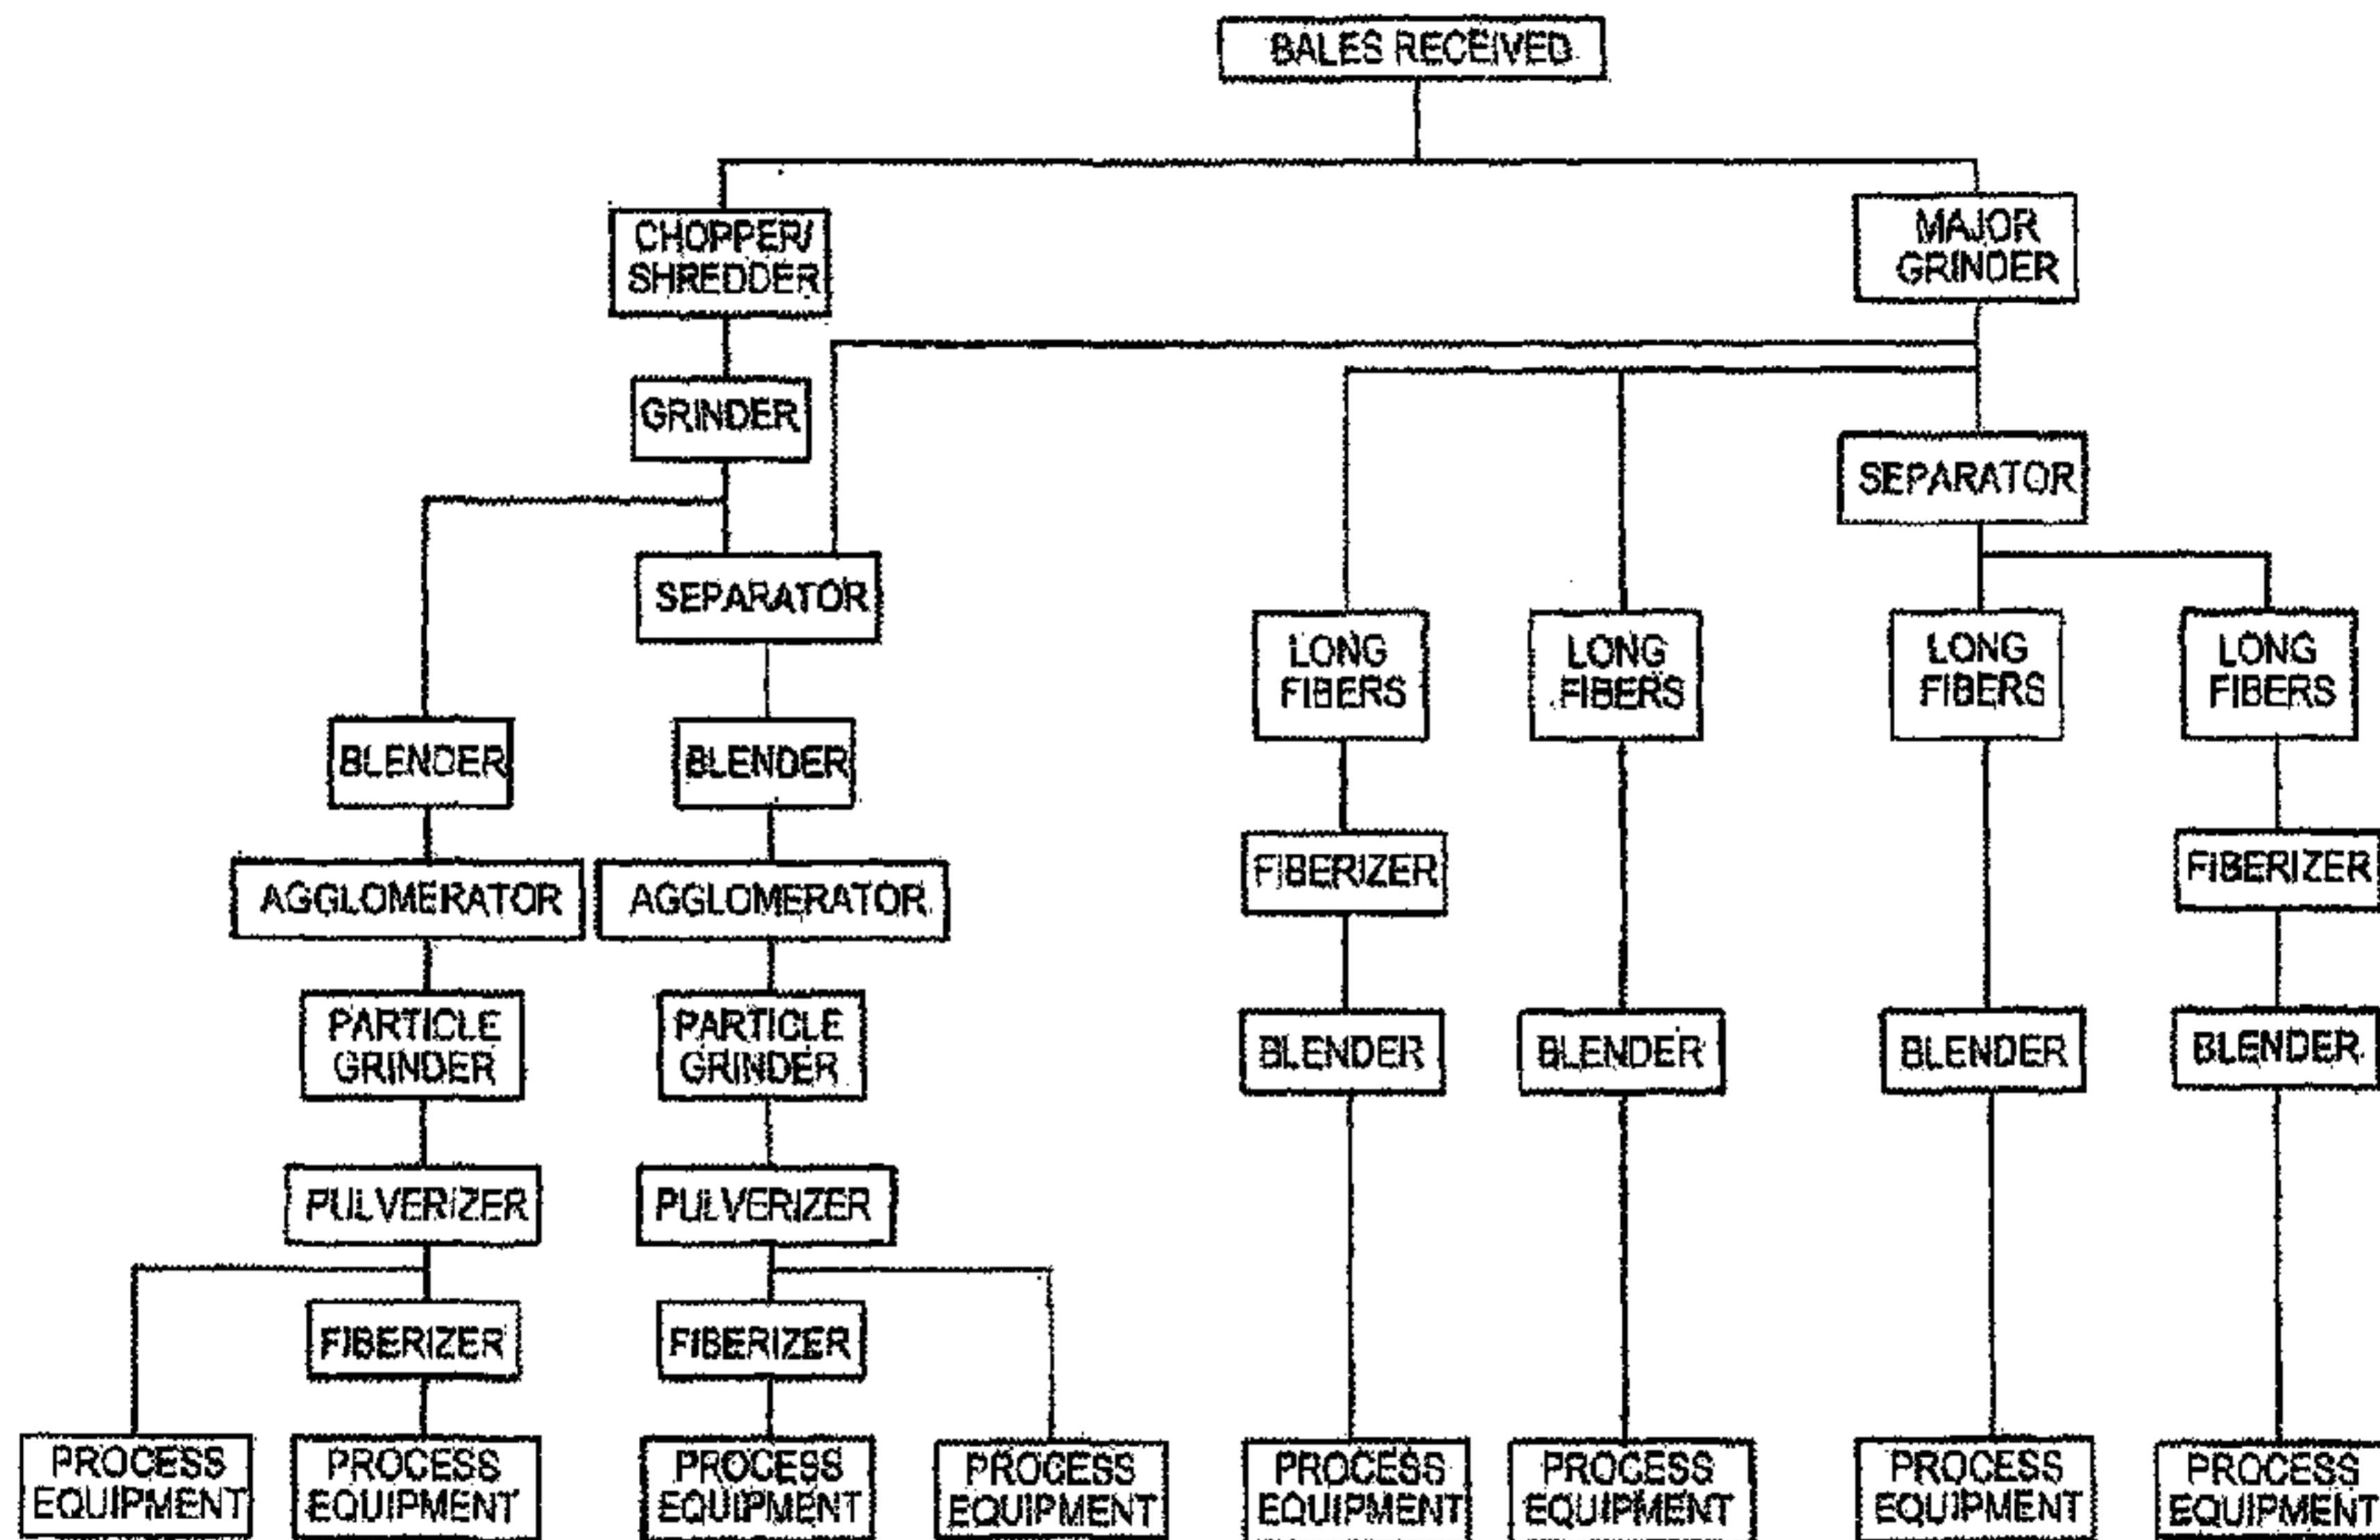 BALES RECEIVED
CHOPPER/
SHREDDER
MAJOR
GRINDER
GRINDER
SEPARATOR
SEPARATOR
LONG
FIBERS
LONG
FIBERS
LONG
FIBERS
LONG
FIBERS
BLENDER
BLENDER
FIBERIZER
FIBERIZER
AGGLOMERATOR
AGGLOMERATOR
PARTICLE
GRINDER
PARTICLE
GRINDER
BLENDER
BLENDER
BLENDER
BLENDER
PULVERIZER
PULVERIZER
FIBERIZER
FIBERIZER
PROCESS
EQUIPMENT
PROCESS
EQUIPMENT
PROCESS
EQUIPMENT
PROCESS
EQUIPMENT
PROCESS
EQUIPMENT
PROCESS
EQUIPMENT
PROCESS
EQUIPMENT
PROCESS
EQUIPMENT